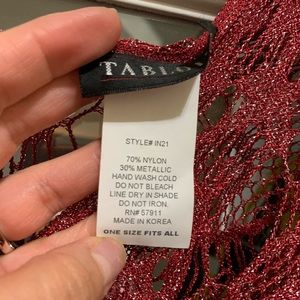 TABL
STYLE# IN21
70% NYLON
30% METALLIC
HAND WASH COLD
DO NOT BLEACH
LINE DRY IN SHADE
DO NOT IRON.
RN# 57911
MADE IN KOREA
ONE SIZE FITS ALL